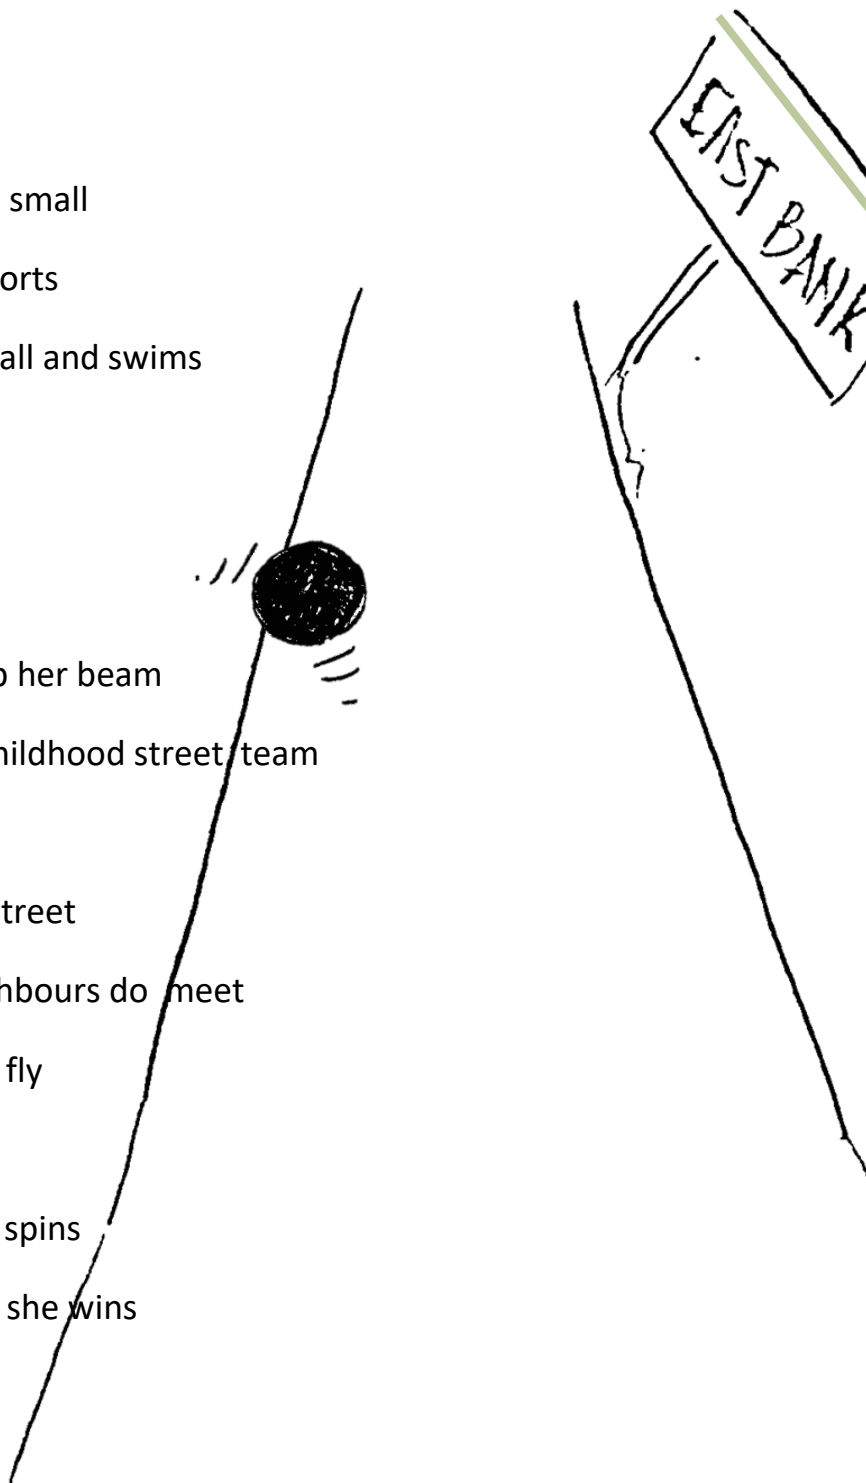 EAST BANK
small
orts
all and swims
her beam
hildhood street team
treet
hbours do meet
fly
spins
she wins